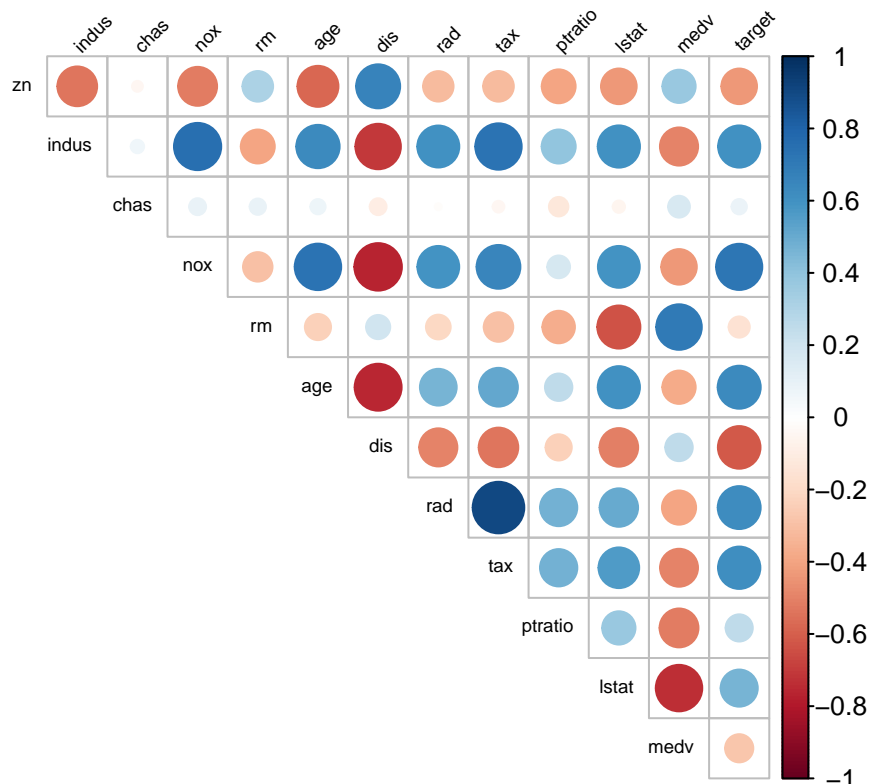 indus chas nox rm age dis rad tax ptratio lstat medv target
zn
indus
chas
nox
rm
age
dis
rad
tax
ptratio
lstat
medv
1
0.8
0.6
0.4
0.2
0
−0.2
−0.4
−0.6
−0.8
−1